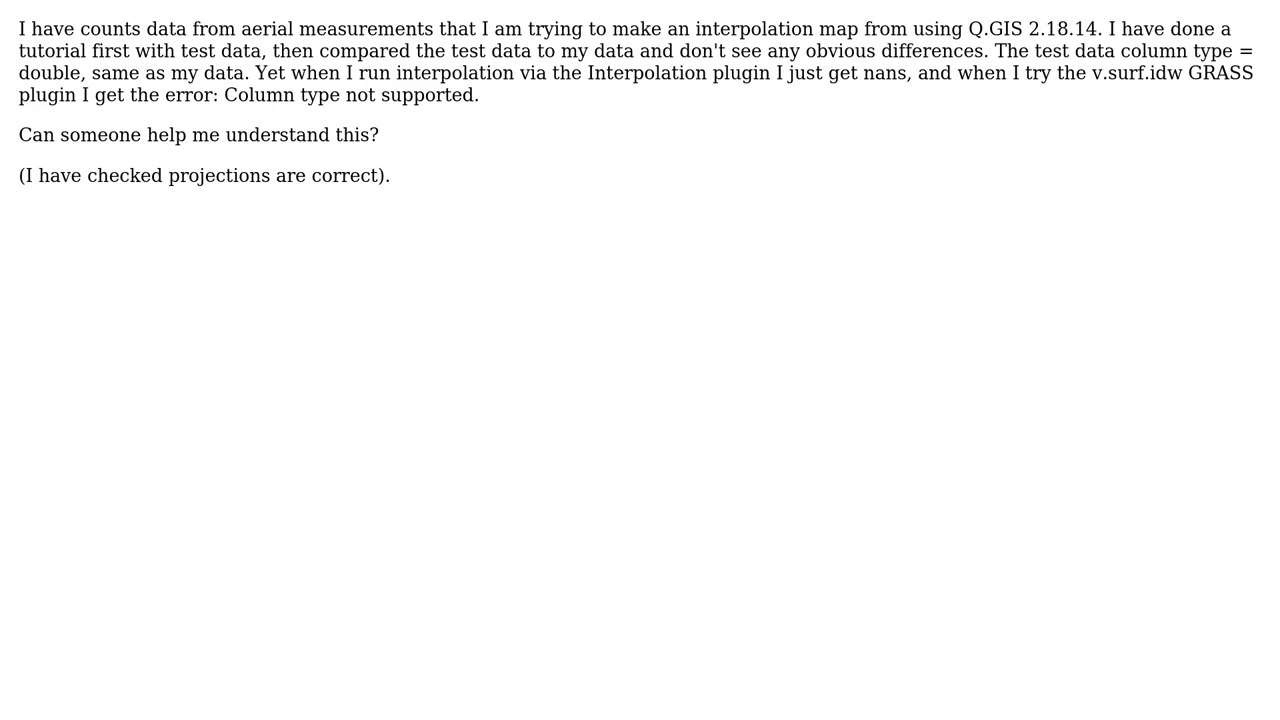 I have counts data from aerial measurements that I am trying to make an interpolation map from using Q.GIS 2.18.14. I have done a
tutorial first with test data, then compared the test data to my data and don't see any obvious differences. The test data column type =
double, same as my data. Yet when I run interpolation via the Interpolation plugin I just get nans, and when I try the v.surf.idw GRASS
plugin I get the error: Column type not supported.
Can someone help me understand this?
(I have checked projections are correct).